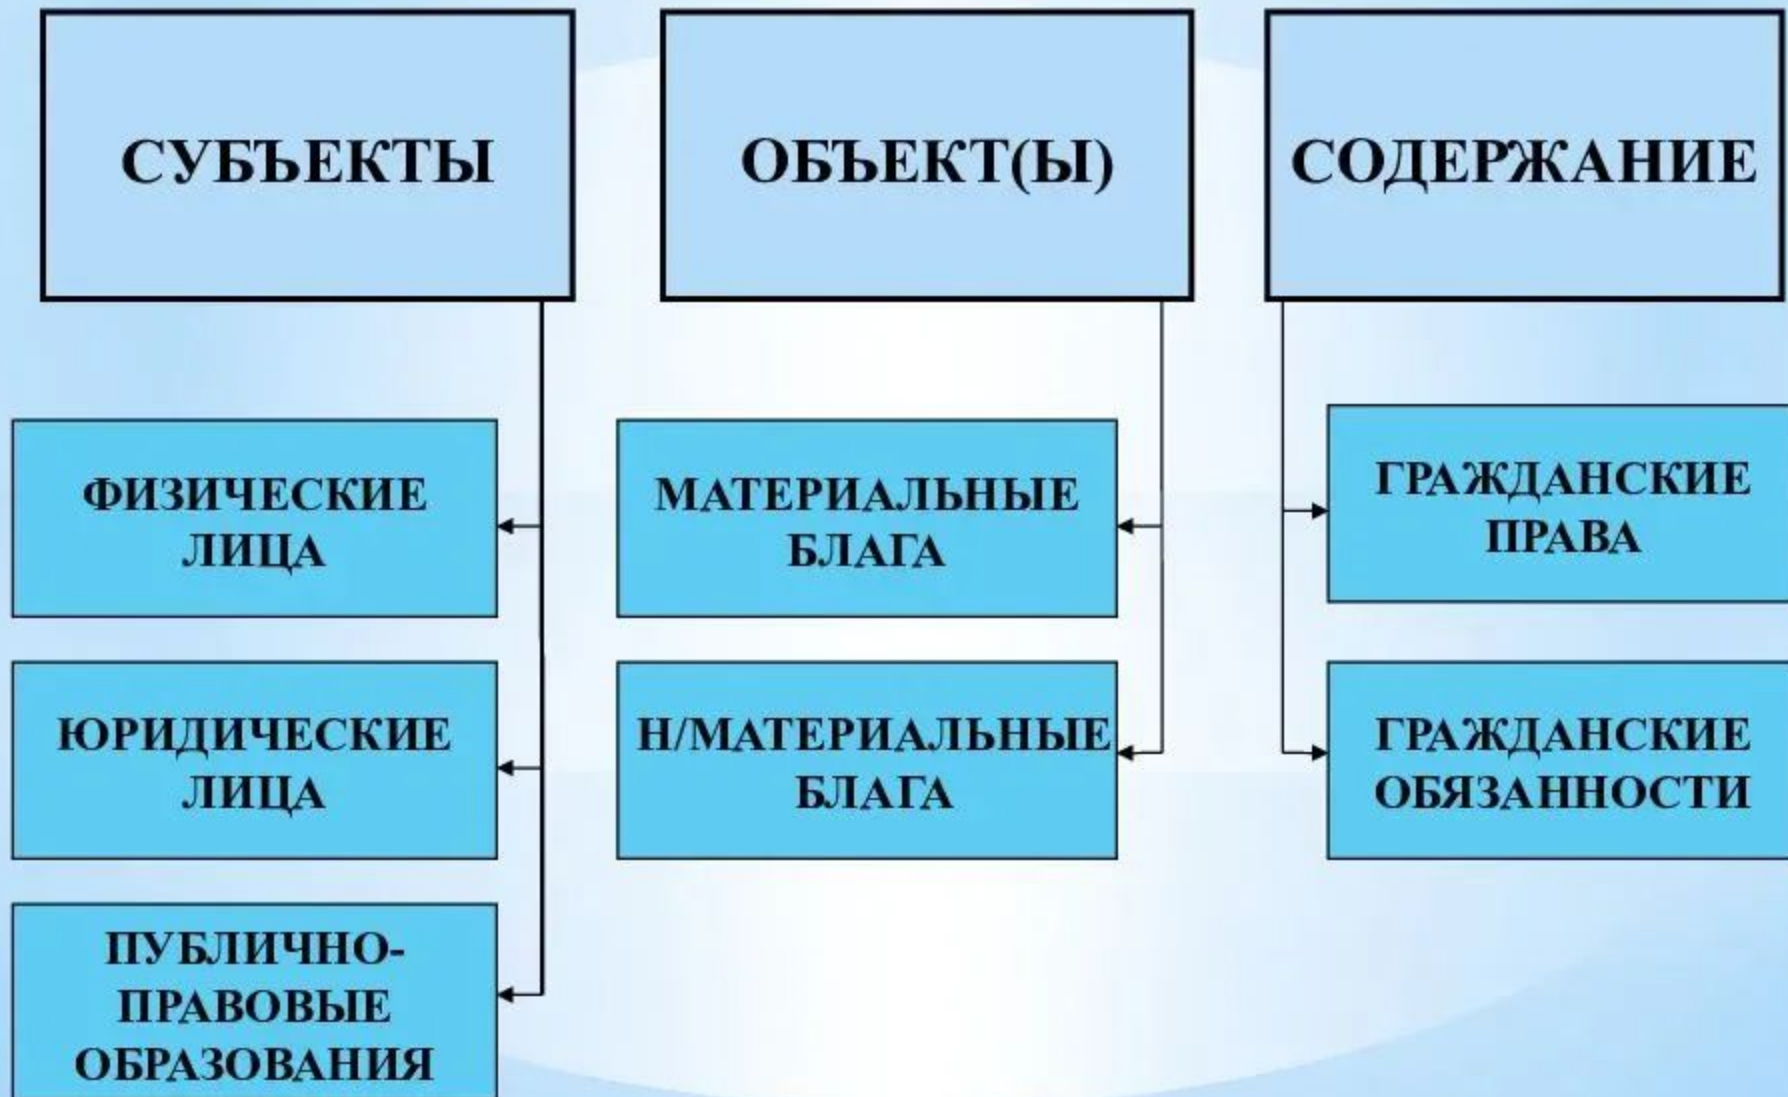 СУБЪЕКТЫ
ОБЪЕКТ(Ы)
СОДЕРЖАНИЕ
ФИЗИЧЕСКИЕ
ЛИЦА
МАТЕРИАЛЬНЫЕ
БЛАГА
ГРАЖДАНСКИЕ
ПРАВА
ЮРИДИЧЕСКИЕ
ЛИЦА
Н/МАТЕРИАЛЬНЫЕ
БЛАГА
ГРАЖДАНСКИЕ
ОБЯЗАННОСТИ
ПУБЛИЧНО-
ПРАВОВЫЕ
ОБРАЗОВАНИЯ